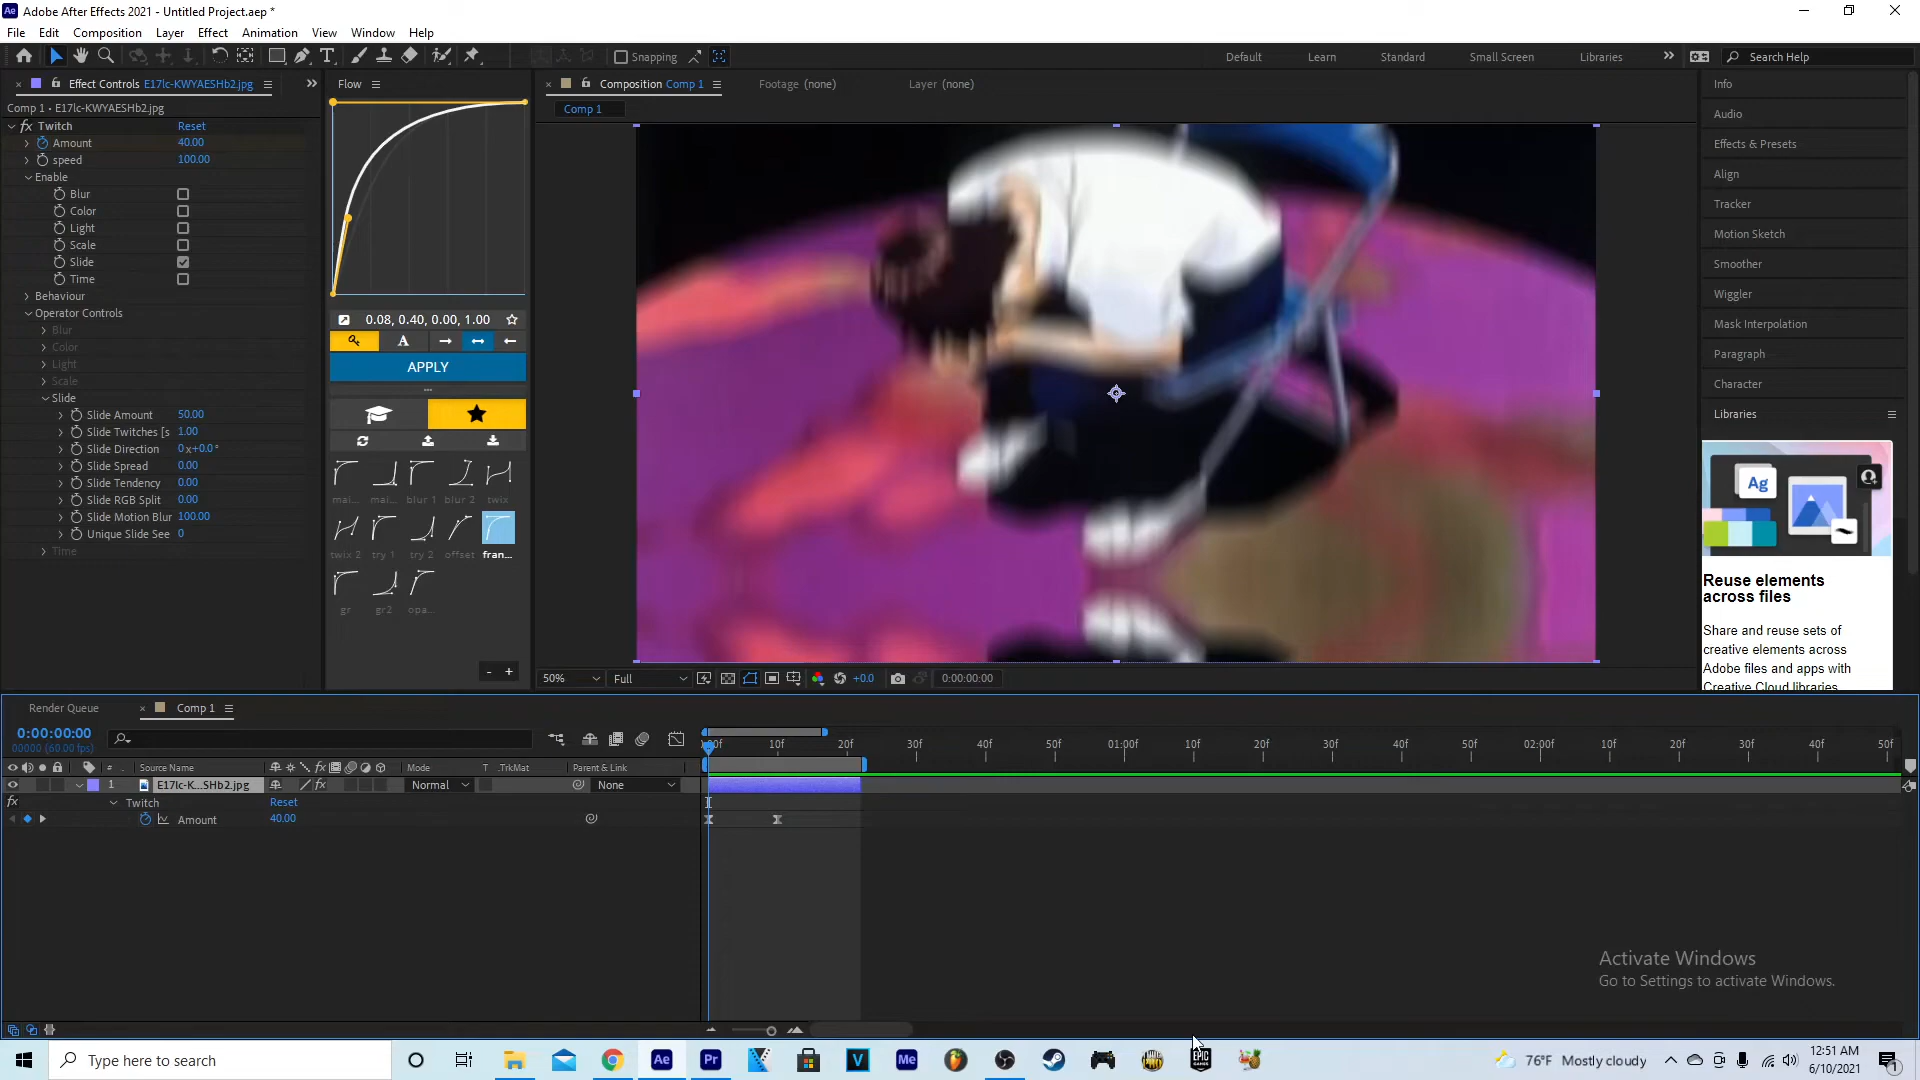 Adobe After Effects 2021 - Untitled Project.aep *
File Edit Composition Layer Effect Animation View Window Help
Snapping
Default Learn Standard Small Screen Libraries
Search Help
Effect Controls E17lc-KWYAESHb2.jpg
Flow
Composition Comp 1
Footage (none)
Layer (none)
Comp 1 • E17lc-KWYAESHb2.jpg
Comp 1
fx Twitch Reset
Amount 40.00
speed 100.00
Enable
Blur
Color
Light
Scale
Slide
Time
Behaviour
Operator Controls
Blur
Color
Light
Scale
Slide
Slide Amount 50.00
Slide Twitches [s 1.00
Slide Direction 0x+0.0°
Slide Spread 0.00
Slide Tendency 0.00
Slide RGB Split 0.00
Slide Motion Blur 100.00
Unique Slide See 0
Time
0.08, 0.40, 0.00, 1.00
A
APPLY
mai... mai... blur 1 blur 2 twix
twix 2 try 1 try 2 offset fran...
gr gr2 opa...
- +
50% Full +0.0 0:00:00:00
Info
Audio
Effects & Presets
Align
Tracker
Motion Sketch
Smoother
Wiggler
Mask Interpolation
Paragraph
Character
Libraries
Ag
Reuse elements
across files
Share and reuse sets of
creative elements across
Adobe files and apps with
Creative Cloud libraries
Render Queue Comp 1
0:00:00:00
00000 (60.00 fps)
10f 20f 30f 40f 50f 01:00f 10f 20f 30f 40f 50f 02:00f 10f 20f 30f 40f 50f
# Source Name fx Mode T .TrkMat Parent & Link
1 E17lc-K...SHb2.jpg fx Normal None
fx Twitch Reset
Amount 40.00
Activate Windows
Go to Settings to activate Windows.
Type here to search
Ae Pr V Me
EPIC GAMES
76°F Mostly cloudy
12:51 AM
6/10/2021
1